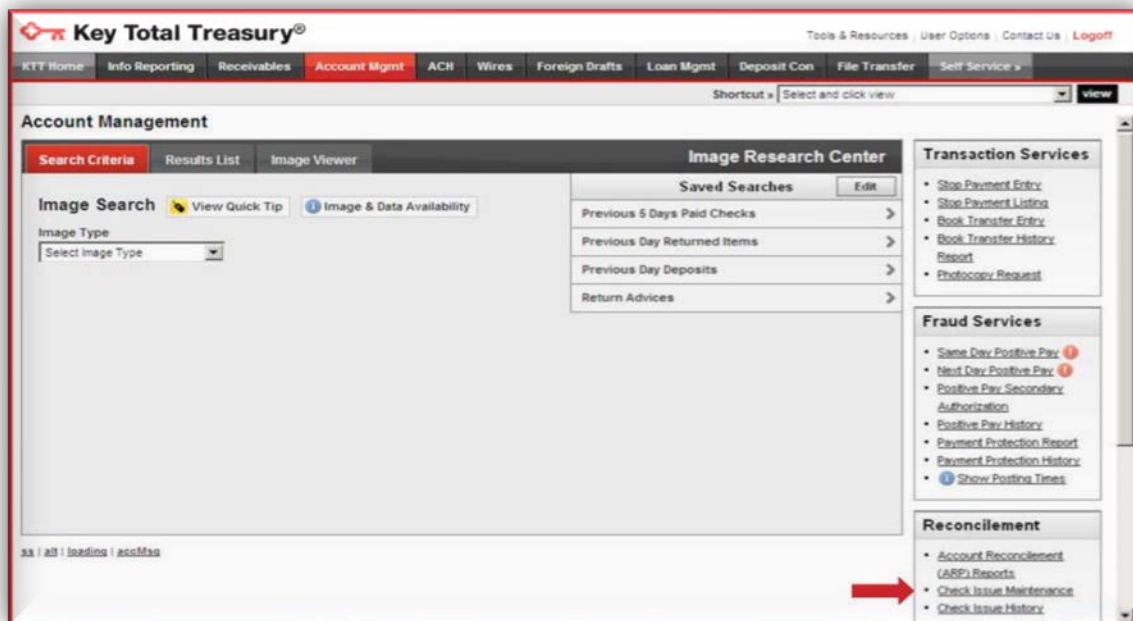 Key Total Treasury®
Tools & Resources | User Options | Contact Us | Logoff
KTT Home Info Reporting Receivables Account Mgmt ACH Wires Foreign Drafts Loan Mgmt Deposit Con File Transfer Self Service »
Shortcut » Select and click view view
Account Management
Search Criteria Results List Image Viewer Image Research Center
Image Search View Quick Tip Image & Data Availability
Image Type
Select Image Type
Saved Searches Edit
Previous 5 Days Paid Checks
Previous Day Returned Items
Previous Day Deposits
Return Advices
ss | alt | loading | accMsg
Transaction Services
• Stop Payment Entry
• Stop Payment Listing
• Book Transfer Entry
• Book Transfer History
Report
• Photocopy Request
Fraud Services
• Same Day Positive Pay
• Next Day Positive Pay
• Positive Pay Secondary
Authorization
• Positive Pay History
• Payment Protection Report
• Payment Protection History
• Show Posting Times
Reconcilement
• Account Reconcilement
(ARP) Reports
• Check Issue Maintenance
• Check Issue History